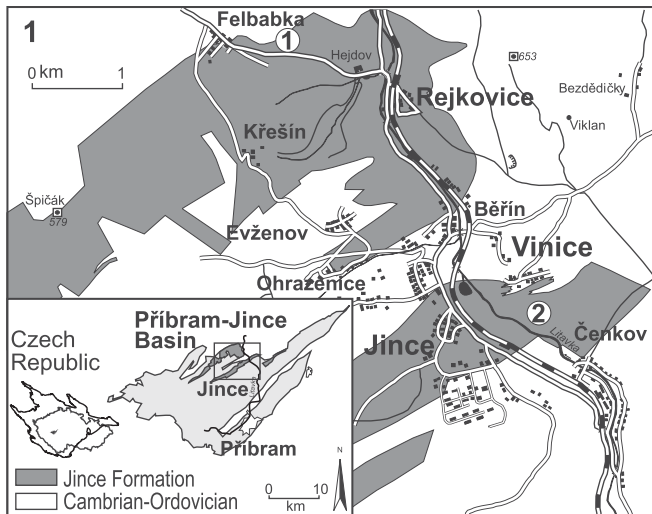 1
Felbabka
1
Hejdov
653
0 km 1
Bezdědičky
Rejkovice
Viklan
Křešín
Špičák
579
Běřín
Evženov
Vinice
Ohrazenice
2
Litavka
Čenkov
Jince
Příbram-Jince
Basin
Czech
Republic
Jince
Příbram
N
Jince Formation
Cambrian-Ordovician
0 10
km